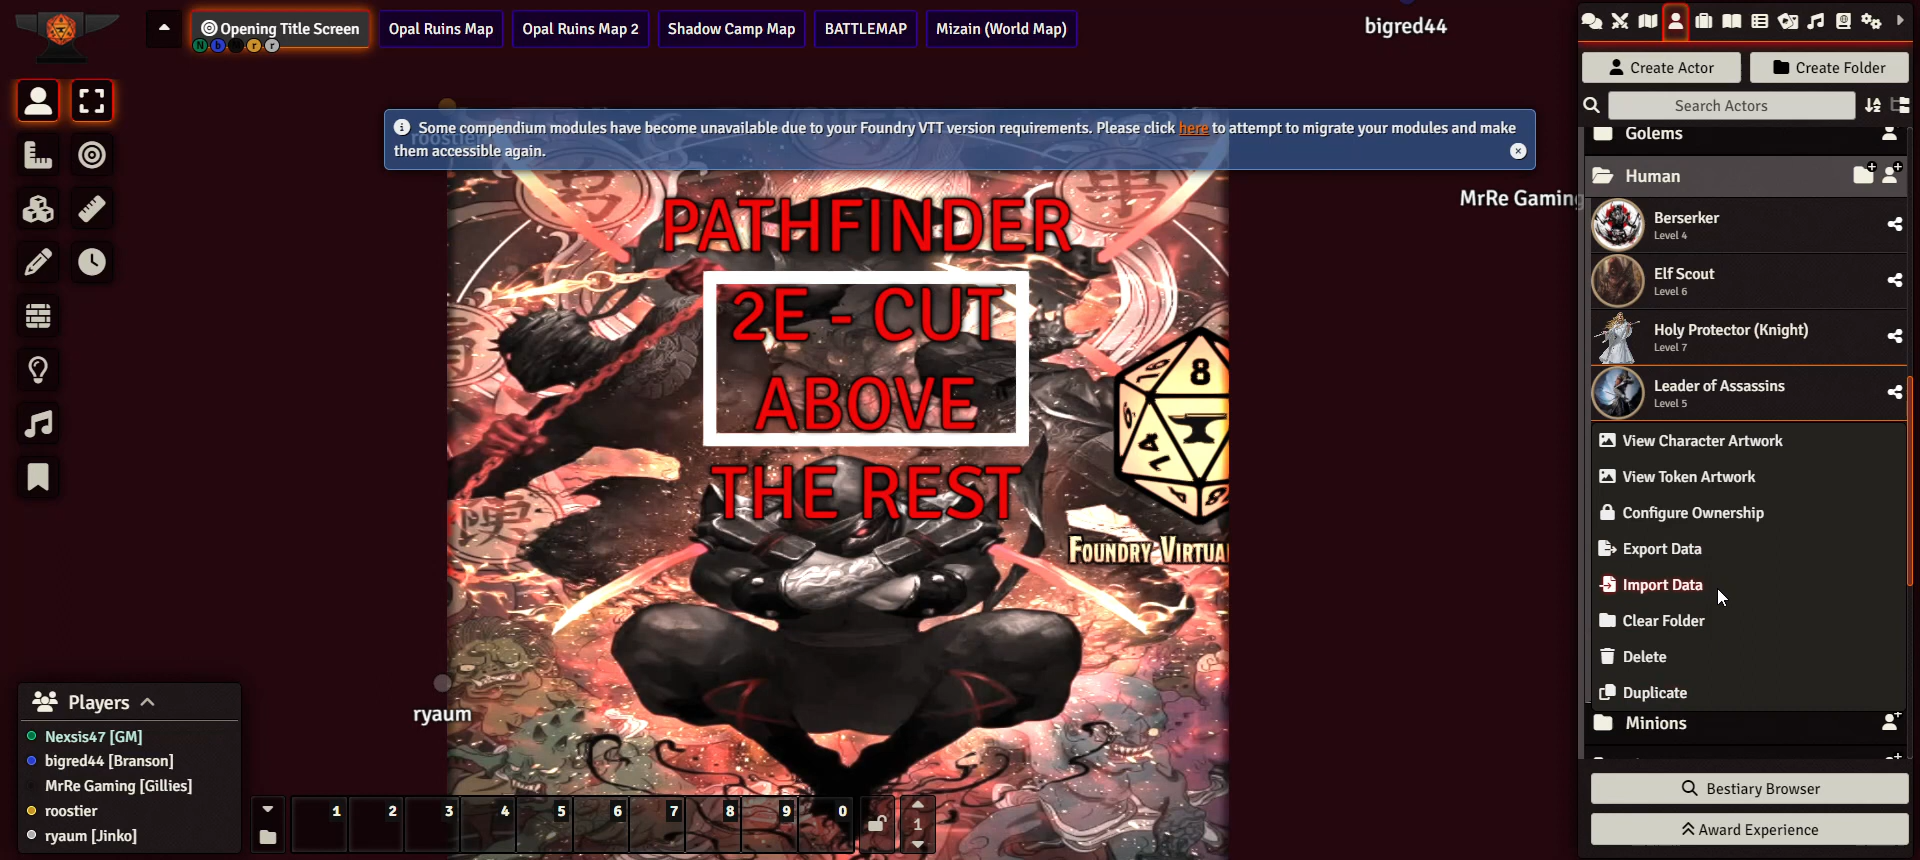 Opening Title Screen
N b r r
Opal Ruins Map
Opal Ruins Map 2
Shadow Camp Map
BATTLEMAP
Mizain (World Map)
bigred44
Create Actor
Create Folder
Search Actors
Some compendium modules have become unavailable due to your Foundry VTT version requirements. Please click here to attempt to migrate your modules and make
them accessible again.
roostier
Golems
Human
MrRe Gaming
Berserker
Level 4
Elf Scout
Level 6
Holy Protector (Knight)
Level 7
Leader of Assassins
Level 5
PATHFINDER
2E - CUT
ABOVE
THE REST
8
FOUNDRY VIRTUA
View Character Artwork
View Token Artwork
Configure Ownership
Export Data
Import Data
Clear Folder
Delete
Duplicate
Minions
ryaum
Players
Nexsis47 [GM]
bigred44 [Branson]
MrRe Gaming [Gillies]
roostier
ryaum [Jinko]
1 2 3 4 5 6 7 8 9 0
1
Bestiary Browser
Award Experience